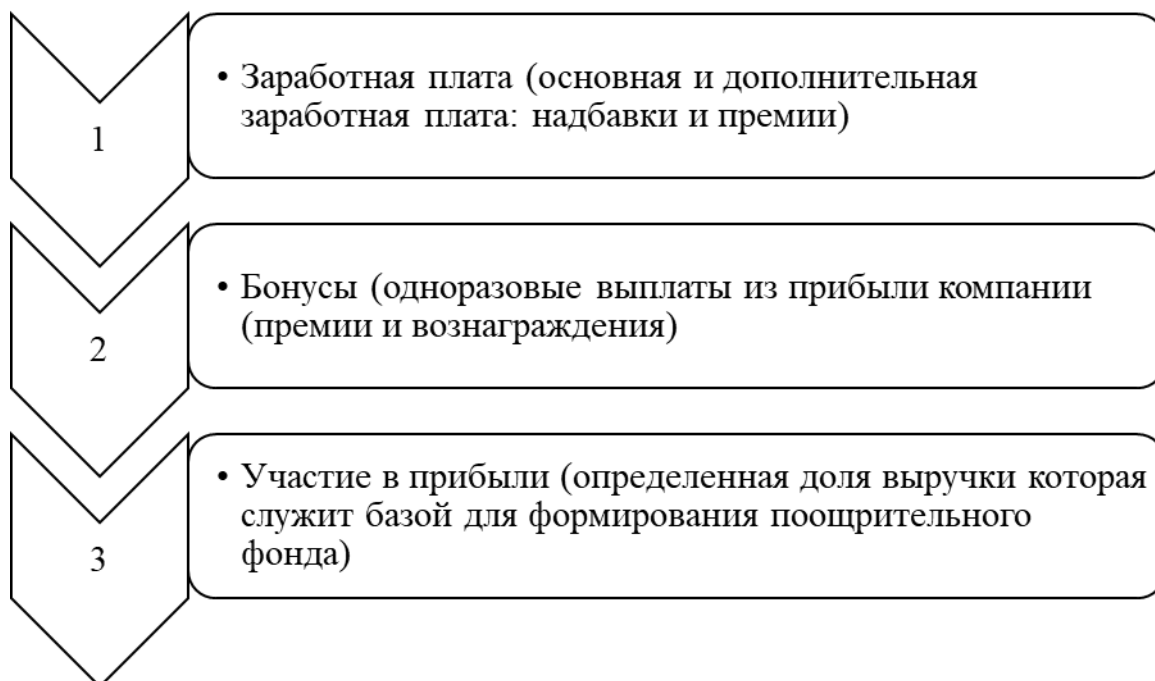 1
• Заработная плата (основная и дополнительная
заработная плата: надбавки и премии)
2
• Бонусы (одноразовые выплаты из прибыли компании
(премии и вознаграждения)
3
• Участие в прибыли (определенная доля выручки которая
служит базой для формирования поощрительного
фонда)